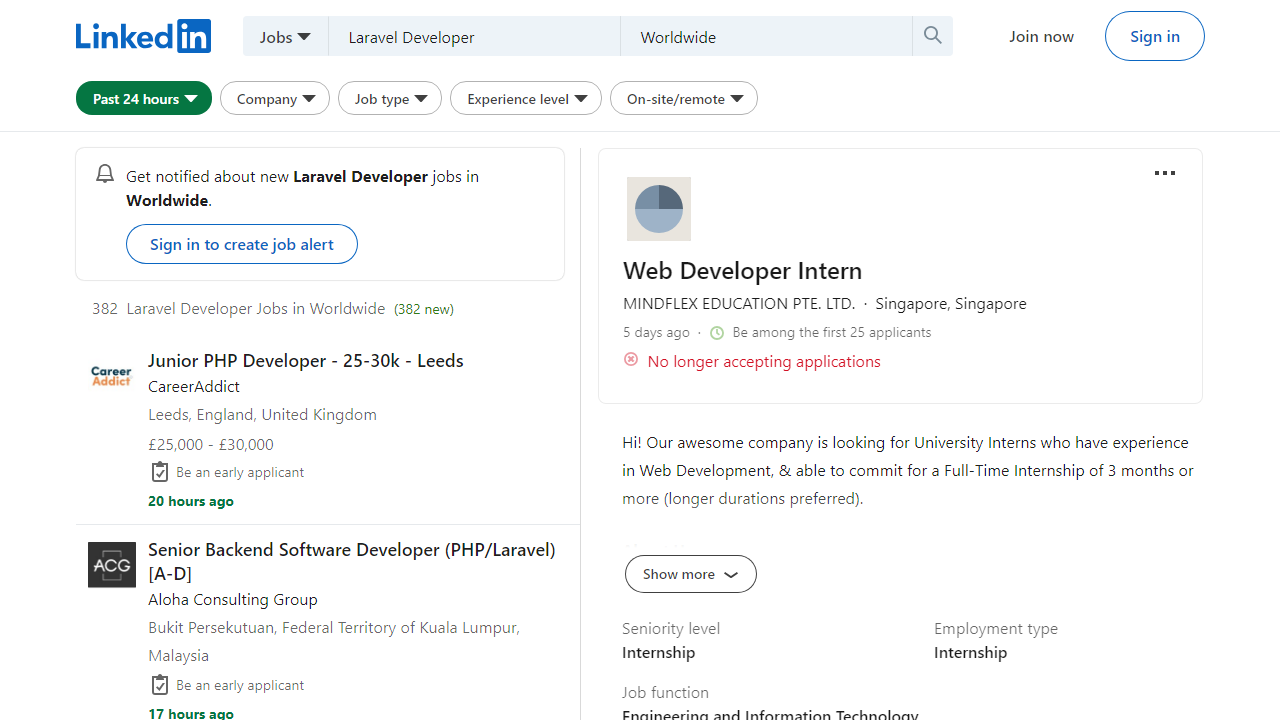 LinkedIn
Jobs
Laravel Developer
Worldwide
Join now
Sign in
Past 24 hours
Company
Job type
Experience level
On-site/remote
Get notified about new Laravel Developer jobs in
Worldwide.
Sign in to create job alert
382 Laravel Developer Jobs in Worldwide (382 new)
Career
Addict
Junior PHP Developer - 25-30k - Leeds
CareerAddict
Leeds, England, United Kingdom
£25,000 - £30,000
Be an early applicant
20 hours ago
ACG
Senior Backend Software Developer (PHP/Laravel)
[A-D]
Aloha Consulting Group
Bukit Persekutuan, Federal Territory of Kuala Lumpur,
Malaysia
Be an early applicant
17 hours ago
Web Developer Intern
MINDFLEX EDUCATION PTE. LTD. · Singapore, Singapore
5 days ago · Be among the first 25 applicants
No longer accepting applications
Hi! Our awesome company is looking for University Interns who have experience
in Web Development, & able to commit for a Full-Time Internship of 3 months or
more (longer durations preferred).
Show more
Seniority level
Internship
Employment type
Internship
Job function
Engineering and Information Technology